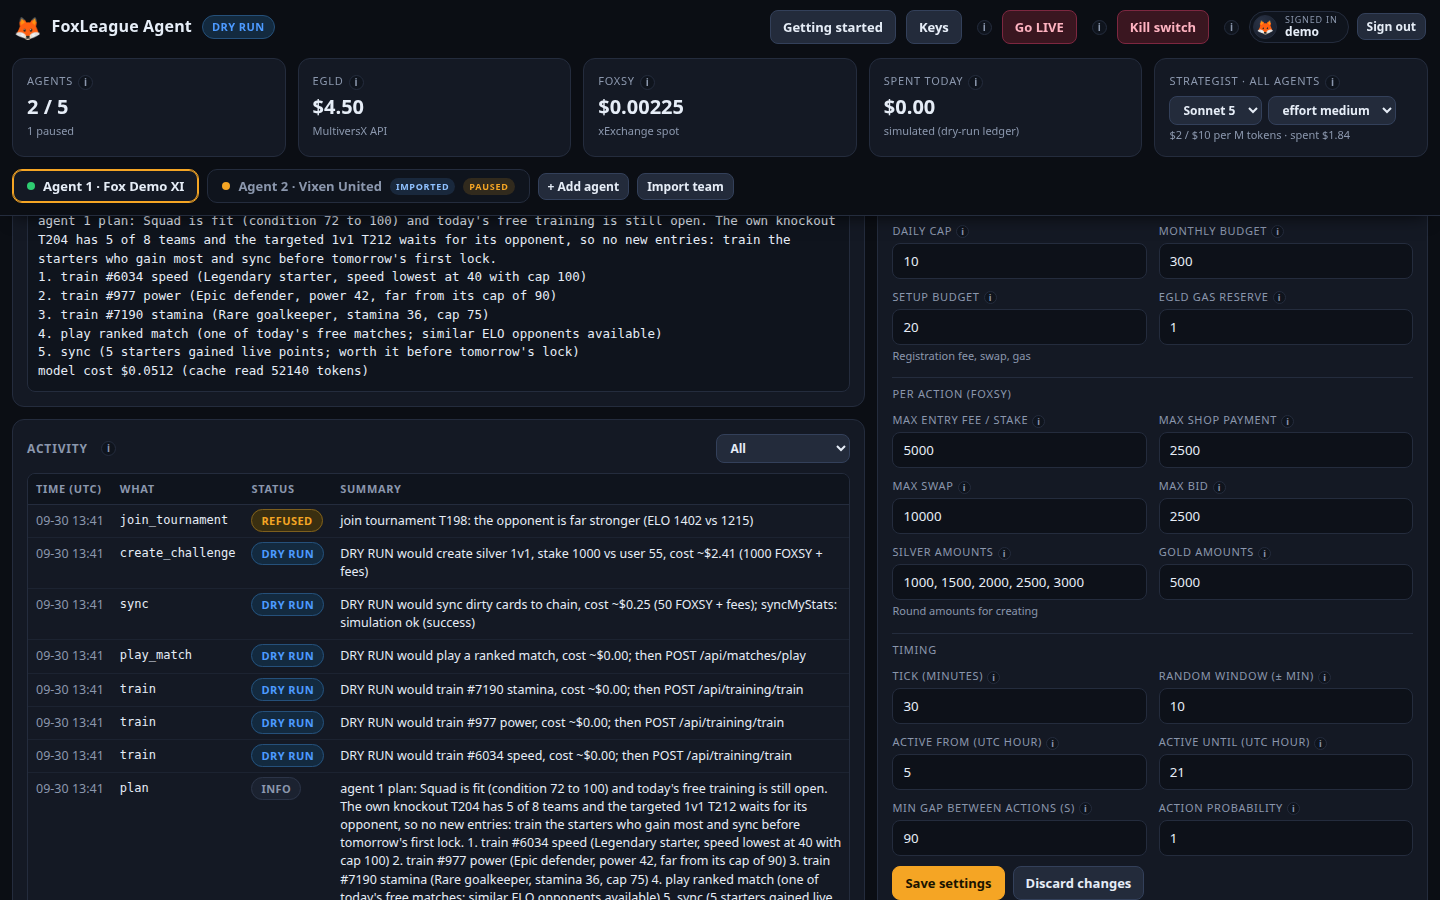 FoxLeague Agent DRY RUN Getting started Keys i Go LIVE i Kill switch i SIGNED IN demo Sign out
AGENTS i
2 / 5
1 paused
EGLD i
$4.50
MultiversX API
FOXSY i
$0.00225
xExchange spot
SPENT TODAY i
$0.00
simulated (dry-run ledger)
STRATEGIST · ALL AGENTS i
Sonnet 5 effort medium
$2 / $10 per M tokens · spent $1.84
Agent 1 · Fox Demo XI Agent 2 · Vixen United IMPORTED PAUSED + Add agent Import team
agent 1 plan: Squad is fit (condition 72 to 100) and today's free training is still open. The own knockout
T204 has 5 of 8 teams and the targeted 1v1 T212 waits for its opponent, so no new entries: train the
starters who gain most and sync before tomorrow's first lock.
1. train #6034 speed (Legendary starter, speed lowest at 40 with cap 100)
2. train #977 power (Epic defender, power 42, far from its cap of 90)
3. train #7190 stamina (Rare goalkeeper, stamina 36, cap 75)
4. play ranked match (one of today's free matches; similar ELO opponents available)
5. sync (5 starters gained live points; worth it before tomorrow's lock)
model cost $0.0512 (cache read 52140 tokens)
ACTIVITY i All
TIME (UTC) WHAT STATUS SUMMARY
09-30 13:41 join_tournament REFUSED join tournament T198: the opponent is far stronger (ELO 1402 vs 1215)
09-30 13:41 create_challenge DRY RUN DRY RUN would create silver 1v1, stake 1000 vs user 55, cost ~$2.41 (1000 FOXSY +
fees)
09-30 13:41 sync DRY RUN DRY RUN would sync dirty cards to chain, cost ~$0.25 (50 FOXSY + fees); syncMyStats:
simulation ok (success)
09-30 13:41 play_match DRY RUN DRY RUN would play a ranked match, cost ~$0.00; then POST /api/matches/play
09-30 13:41 train DRY RUN DRY RUN would train #7190 stamina, cost ~$0.00; then POST /api/training/train
09-30 13:41 train DRY RUN DRY RUN would train #977 power, cost ~$0.00; then POST /api/training/train
09-30 13:41 train DRY RUN DRY RUN would train #6034 speed, cost ~$0.00; then POST /api/training/train
09-30 13:41 plan INFO agent 1 plan: Squad is fit (condition 72 to 100) and today's free training is still open.
The own knockout T204 has 5 of 8 teams and the targeted 1v1 T212 waits for its
opponent, so no new entries: train the starters who gain most and sync before
tomorrow's first lock. 1. train #6034 speed (Legendary starter, speed lowest at 40 with
cap 100) 2. train #977 power (Epic defender, power 42, far from its cap of 90) 3. train
#7190 stamina (Rare goalkeeper, stamina 36, cap 75) 4. play ranked match (one of
today's free matches; similar ELO opponents available) 5. sync (5 starters gained live
DAILY CAP i MONTHLY BUDGET i
10 300
SETUP BUDGET i EGLD GAS RESERVE i
20 1
Registration fee, swap, gas
PER ACTION (FOXSY)
MAX ENTRY FEE / STAKE i MAX SHOP PAYMENT i
5000 2500
MAX SWAP i MAX BID i
10000 2500
SILVER AMOUNTS i GOLD AMOUNTS i
1000, 1500, 2000, 2500, 3000 5000
Round amounts for creating
TIMING
TICK (MINUTES) i RANDOM WINDOW (± MIN) i
30 10
ACTIVE FROM (UTC HOUR) i ACTIVE UNTIL (UTC HOUR) i
5 21
MIN GAP BETWEEN ACTIONS (S) i ACTION PROBABILITY i
90 1
Save settings Discard changes